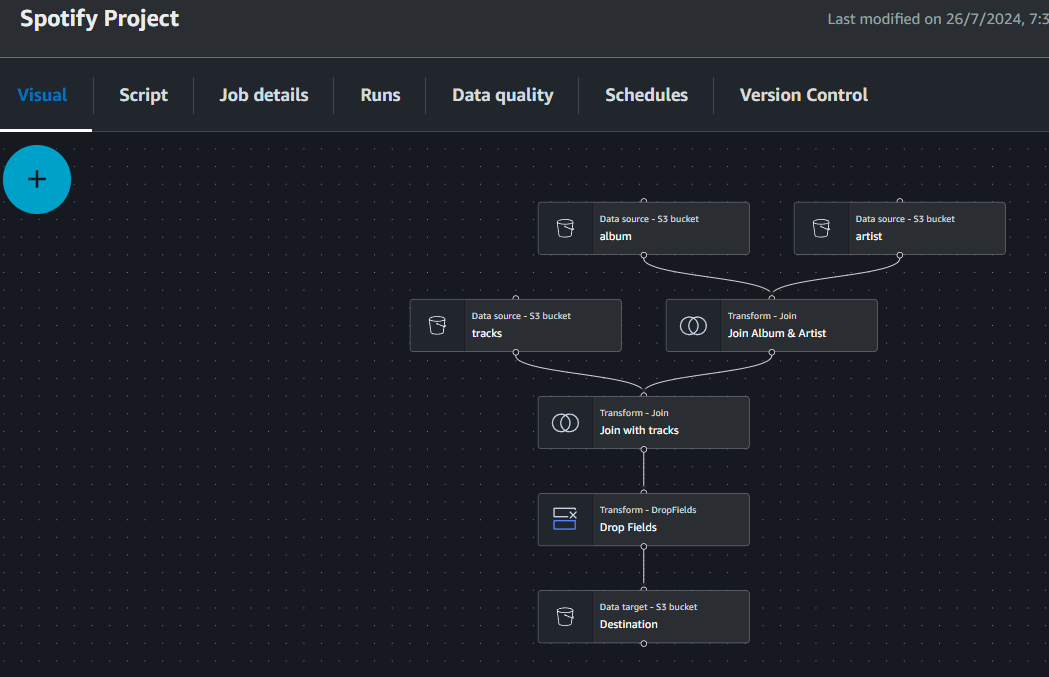 Spotify Project
Last modified on 26/7/2024, 7:3
Visual
Script
Job details
Runs
Data quality
Schedules
Version Control
Data source - S3 bucket
album
Data source - S3 bucket
artist
Data source - S3 bucket
tracks
Transform - Join
Join Album & Artist
Transform - Join
Join with tracks
Transform - DropFields
Drop Fields
Data target - S3 bucket
Destination